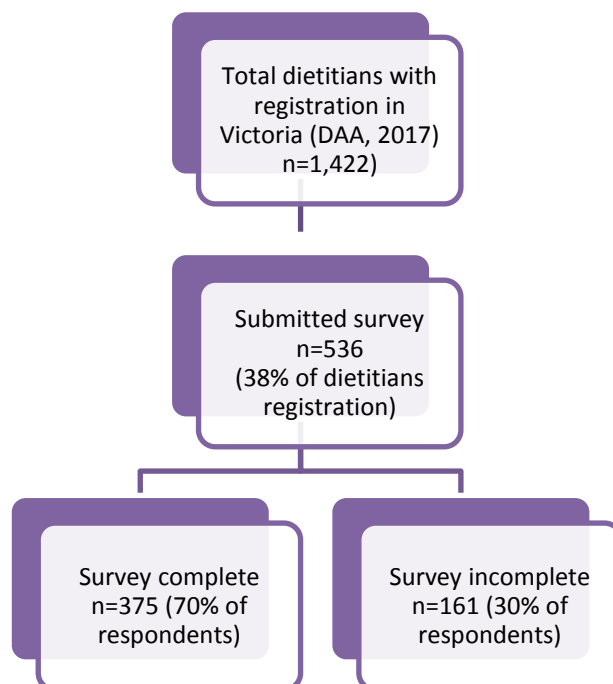 Total dietitians with
registration in
Victoria (DAA, 2017)
n=1,422)
Submitted survey
n=536
(38% of dietitians
registration)
Survey complete
n=375 (70% of
respondents)
Survey incomplete
n=161 (30% of
respondents)